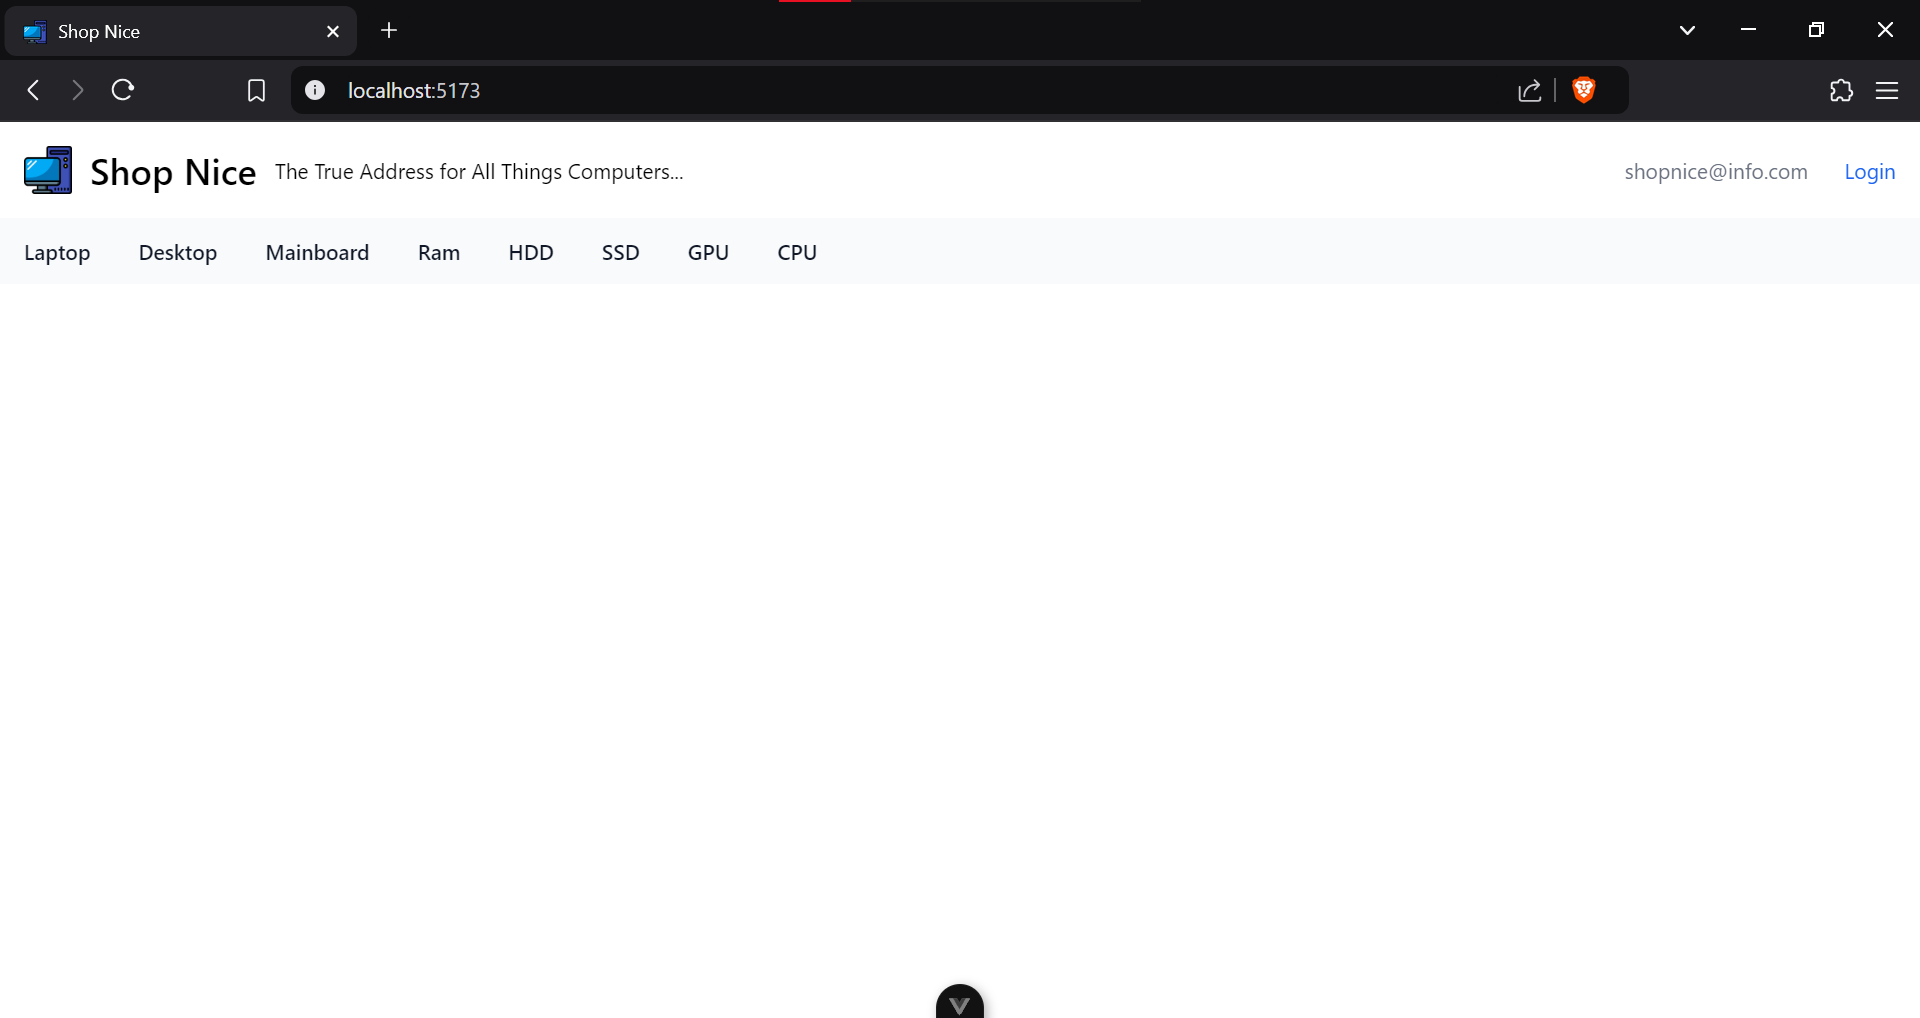 Shop Nice
localhost:5173
Shop Nice The True Address for All Things Computers... shopnice@info.com Login
Laptop Desktop Mainboard Ram HDD SSD GPU CPU